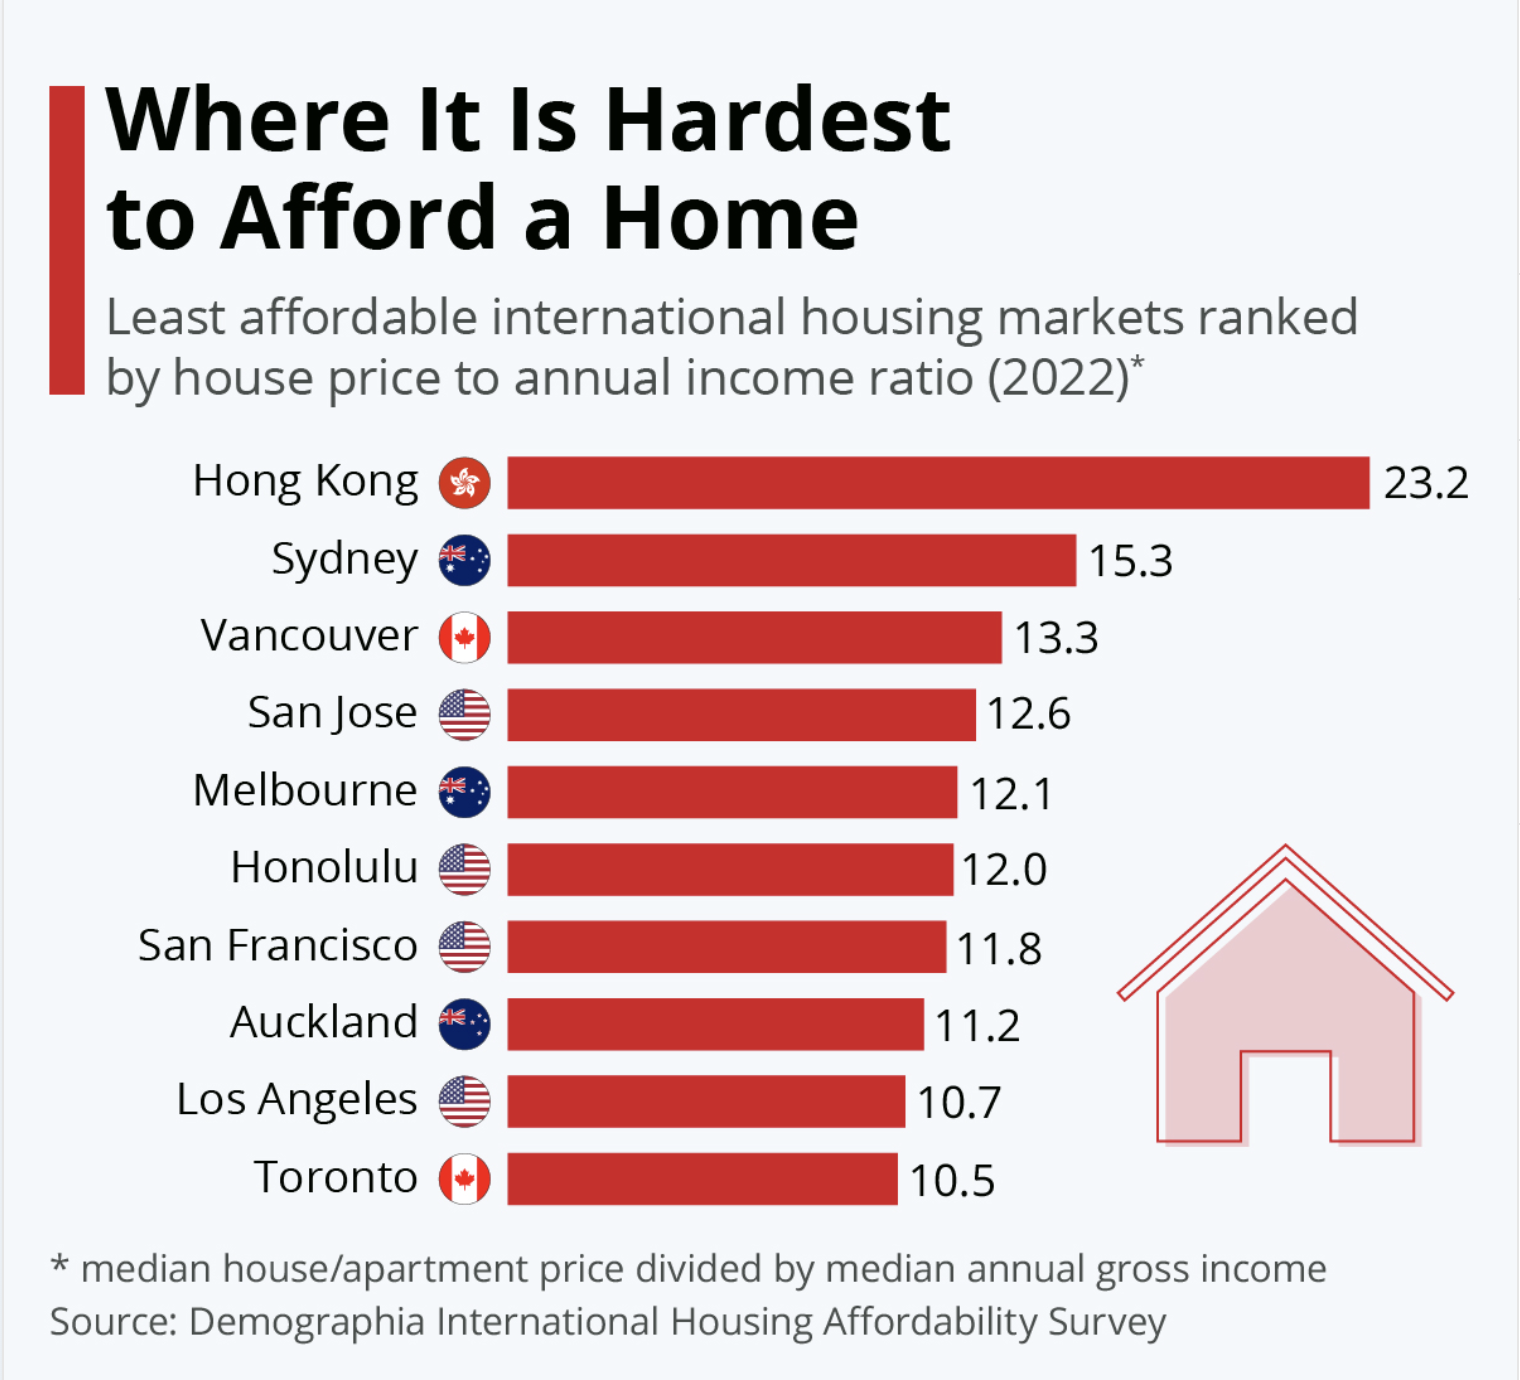 Where It Is Hardest
to Afford a Home
Least affordable international housing markets ranked
by house price to annual income ratio (2022)*
Hong Kong 23.2
Sydney 15.3
Vancouver 13.3
San Jose 12.6
Melbourne 12.1
Honolulu 12.0
San Francisco 11.8
Auckland 11.2
Los Angeles 10.7
Toronto 10.5
* median house/apartment price divided by median annual gross income
Source: Demographia International Housing Affordability Survey